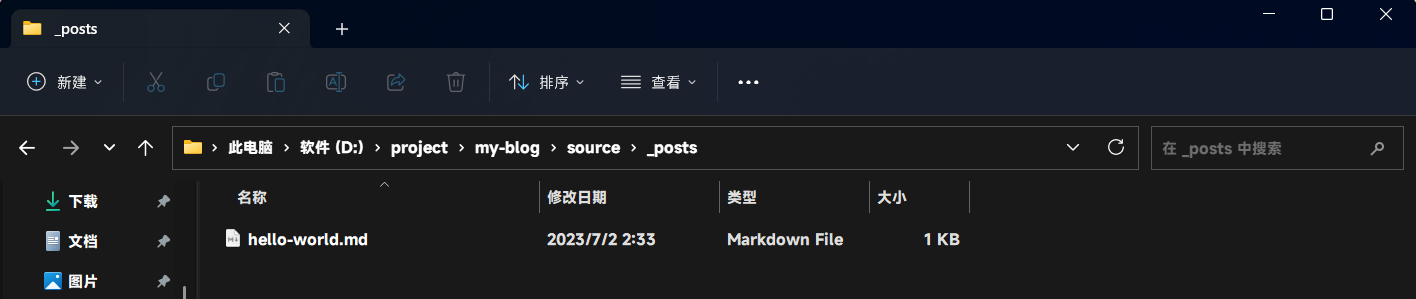 _posts
新建 排序 查看
此电脑 软件 (D:) project my-blog source _posts 在 _posts 中搜索
名称 修改日期 类型 大小
下载
hello-world.md 2023/7/2 2:33 Markdown File 1 KB
文档
图片